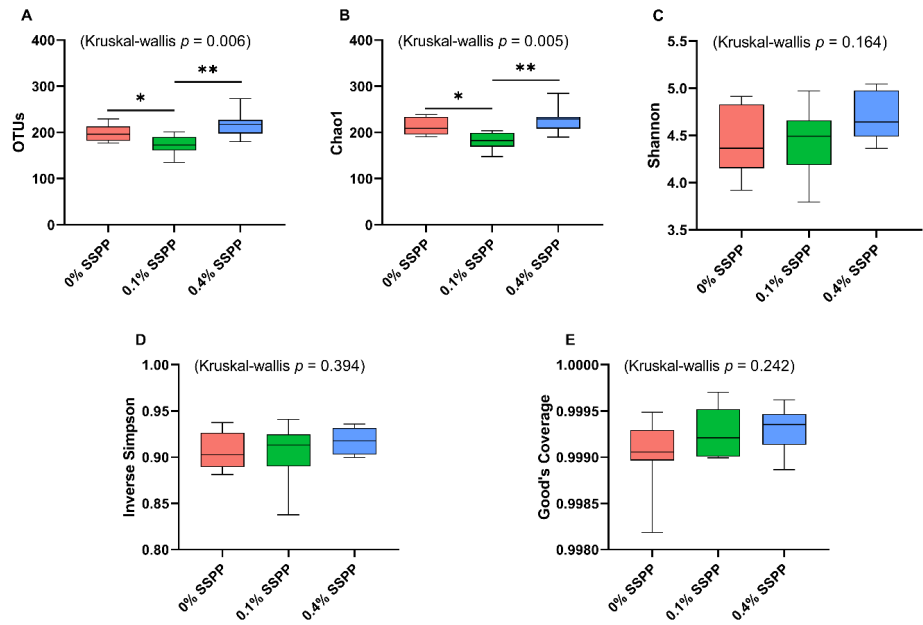 A
(Kruskal-wallis p = 0.006)
400
300
200
100
0
OTUs
*
**
0% SSPP
0.1% SSPP
0.4% SSPP
B
(Kruskal-wallis p = 0.005)
400
300
200
100
0
Chao1
*
**
0% SSPP
0.1% SSPP
0.4% SSPP
C
(Kruskal-wallis p = 0.164)
5.5
5.0
4.5
4.0
3.5
Shannon
0% SSPP
0.1% SSPP
0.4% SSPP
D
(Kruskal-wallis p = 0.394)
1.00
0.95
0.90
0.85
0.80
Inverse Simpson
0% SSPP
0.1% SSPP
0.4% SSPP
E
(Kruskal-wallis p = 0.242)
1.0000
0.9995
0.9990
0.9985
0.9980
Good's Coverage
0% SSPP
0.1% SSPP
0.4% SSPP